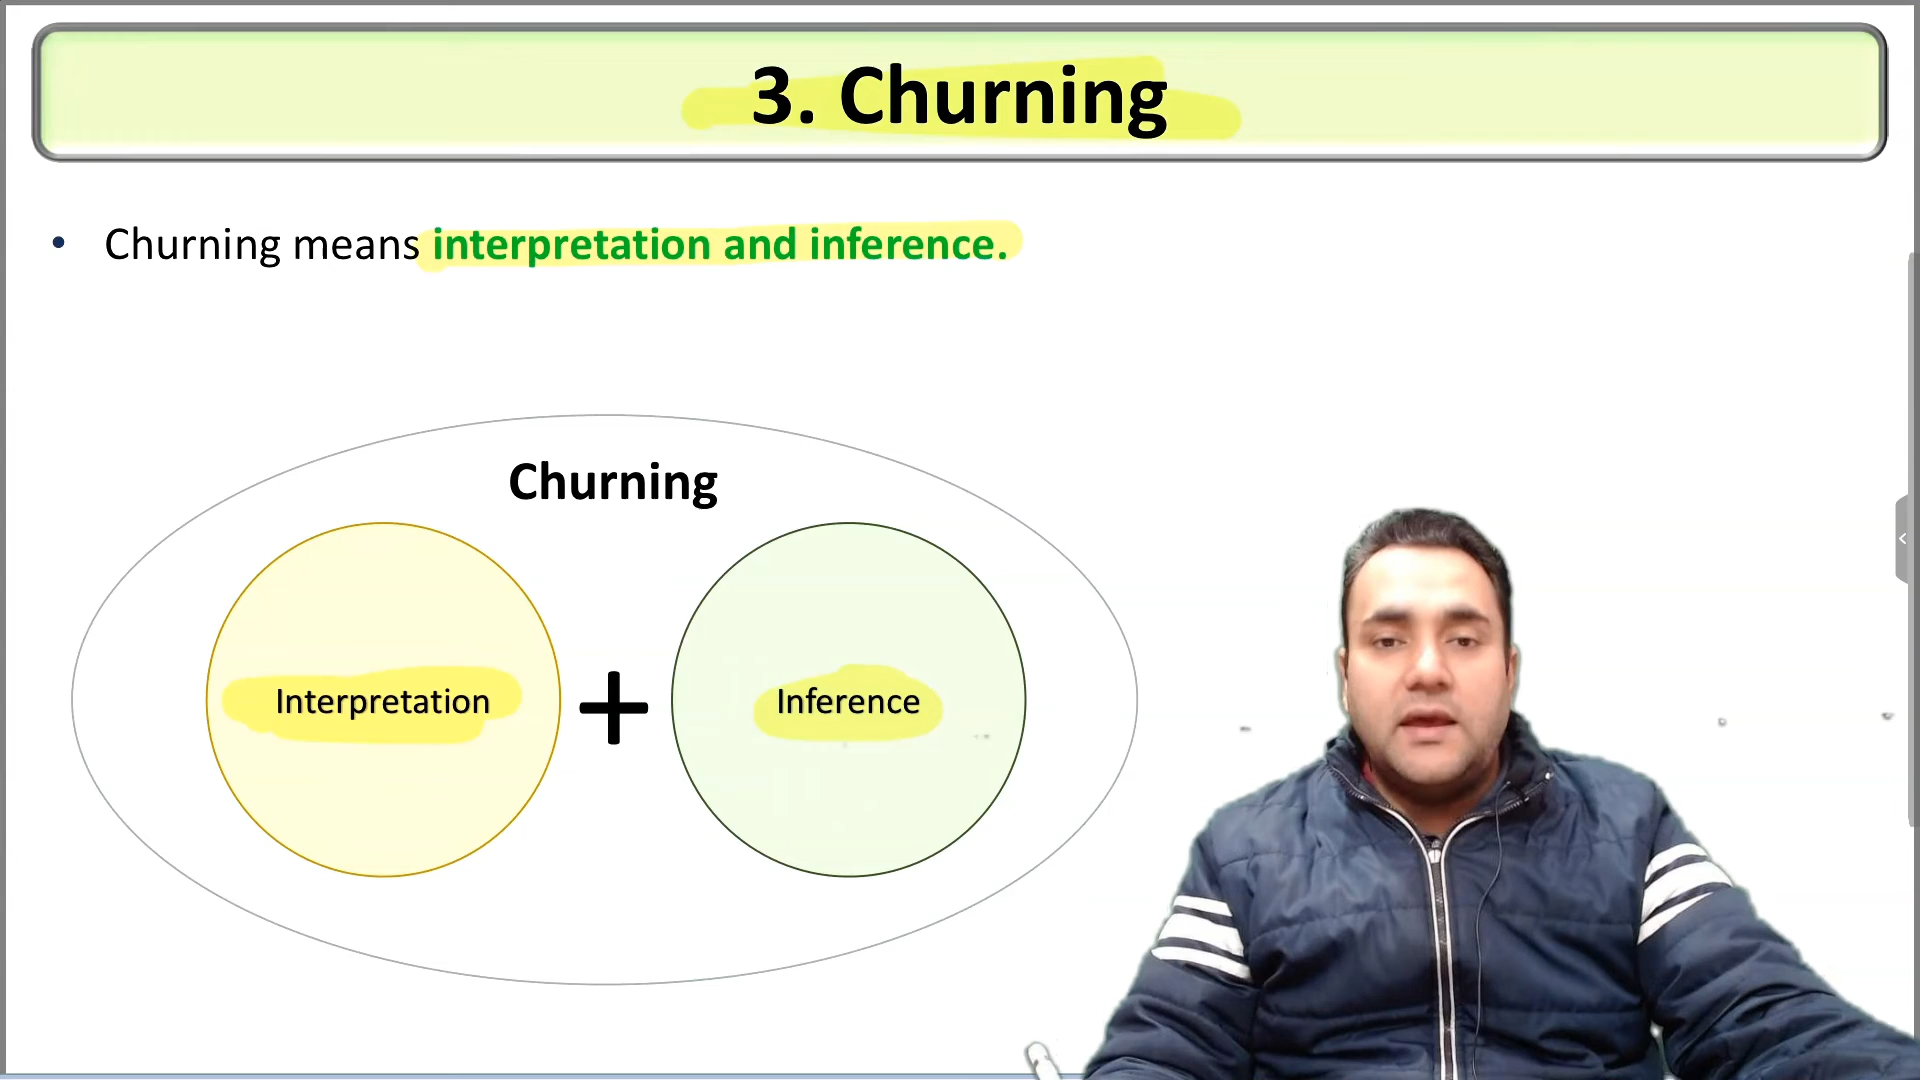 3. Churning
• Churning means interpretation and inference.
Churning
Interpretation
+
Inference